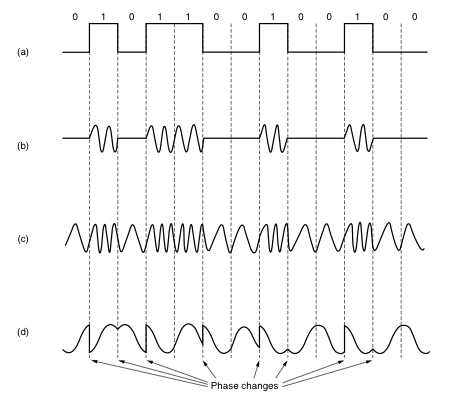 0 1 0 1 1 0 0 1 0 0 1 0 0
(a)
(b)
(c)
(d)
Phase changes